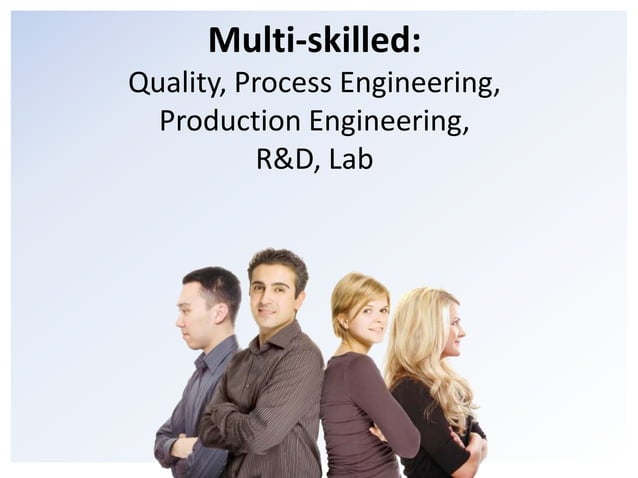 Multi-skilled:
Quality, Process Engineering,
Production Engineering,
R&D, Lab